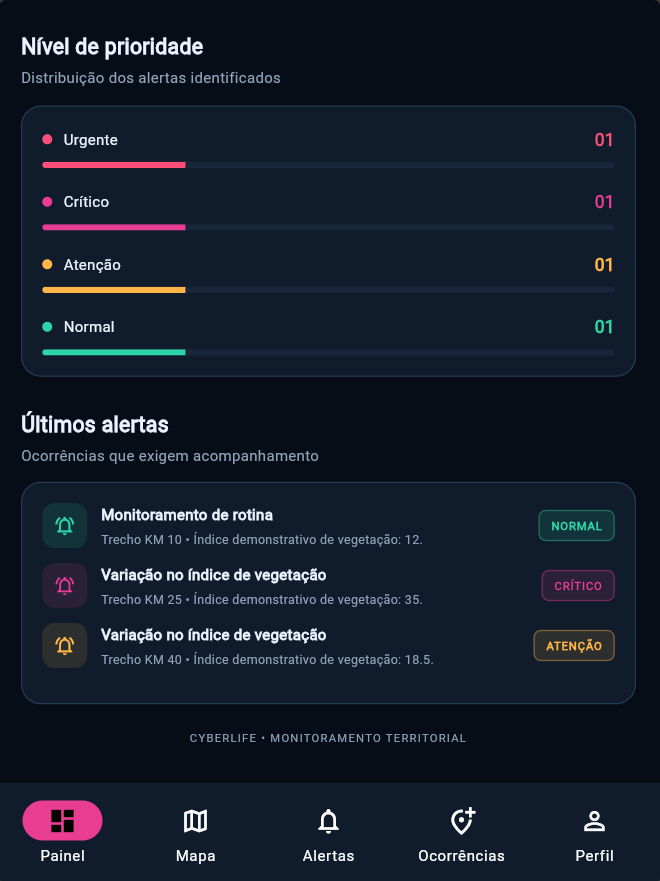 Nível de prioridade
Distribuição dos alertas identificados
Urgente 01
Crítico 01
Atenção 01
Normal 01
Últimos alertas
Ocorrências que exigem acompanhamento
Monitoramento de rotina
Trecho KM 10 • Índice demonstrativo de vegetação: 12.
NORMAL
Variação no índice de vegetação
Trecho KM 25 • Índice demonstrativo de vegetação: 35.
CRÍTICO
Variação no índice de vegetação
Trecho KM 40 • Índice demonstrativo de vegetação: 18.5.
ATENÇÃO
CYBERLIFE • MONITORAMENTO TERRITORIAL
Painel Mapa Alertas Ocorrências Perfil